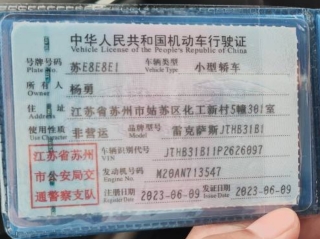 中华人民共和国机动车行驶证
Vehicle License of the People's Republic of China
号牌号码 苏E8E8E1 车辆类型 小型轿车
Plate No. Vehicle Type
所有人 杨勇
Owner
住址 江苏省苏州市姑苏区化工新村5幢301室
Address
使用性质 非营运 品牌型号 雷克萨斯JTHB31B1
Use Character Model
江苏省苏州市公安局交通警察支队
车辆识别代号 JTHB31B11P2626097
VIN
发动机号码 M20AN713547
Engine No.
注册日期 2023-06-09 发证日期 2023-06-09
Register Date Issue Date